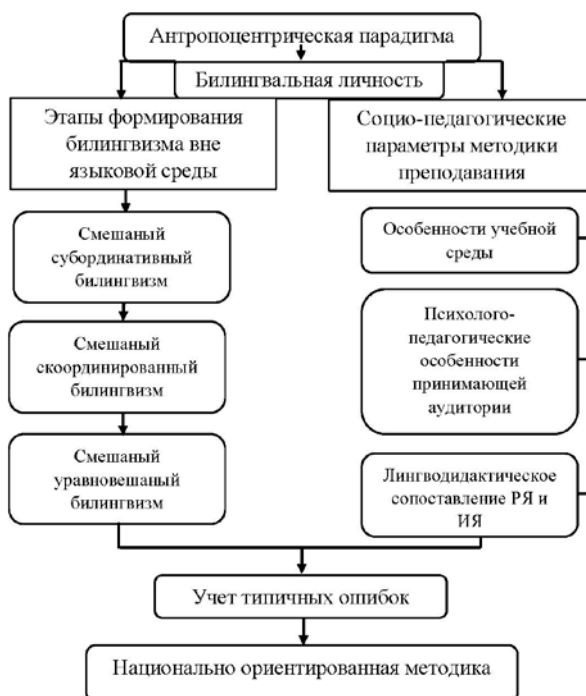 Антропоцентрическая парадигма
Билингвальная личность
Этапы формирования
билингвизма вне
языковой среды
Социо-педагогические
параметры методики
преподавания
Смешаный
субординативный
билингвизм
Особенности учебной
среды
Смешаный
скоординированный
билингвизм
Психолого-
педагогические
особенности
принимающей
аудитории
Смешаный
уравновешаный
билингвизм
Лингводидактическое
сопоставление РЯ и
ИЯ
Учет типичных ошибок
Национально ориентированная методика